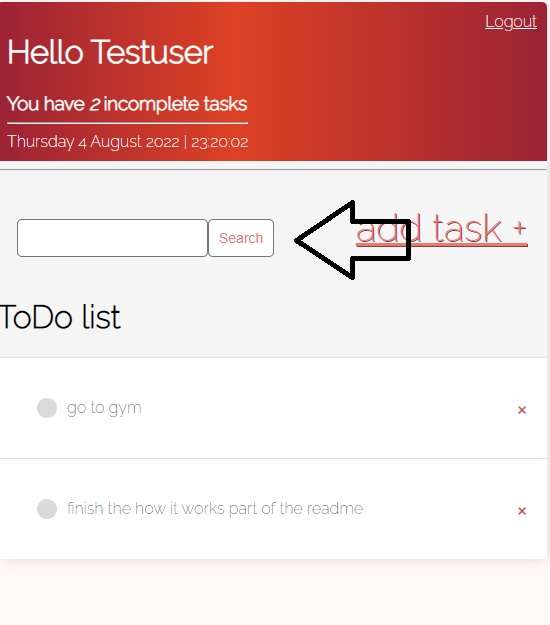 Logout
Hello Testuser
You have 2 incomplete tasks
Thursday 4 August 2022 | 23:20:02
Search
add task +
ToDo list
go to gym ×
finish the how it works part of the readme ×